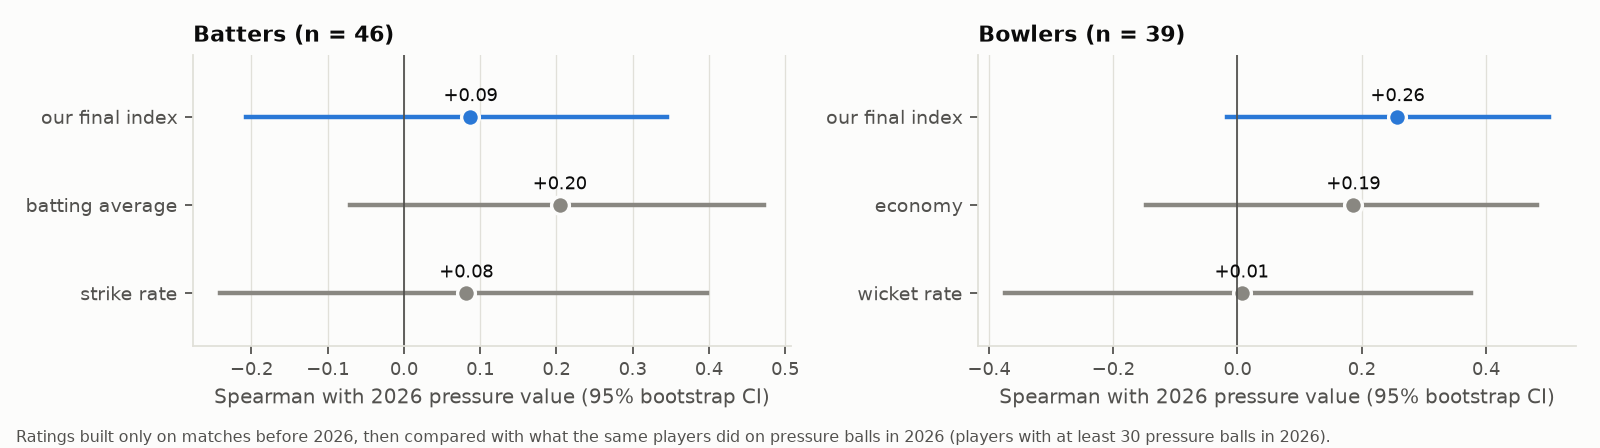 Batters (n = 46)
our final index
+0.09
batting average
+0.20
strike rate
+0.08
−0.2 −0.1 0.0 0.1 0.2 0.3 0.4 0.5
Spearman with 2026 pressure value (95% bootstrap CI)
Bowlers (n = 39)
our final index
+0.26
economy
+0.19
wicket rate
+0.01
−0.4 −0.2 0.0 0.2 0.4
Spearman with 2026 pressure value (95% bootstrap CI)
Ratings built only on matches before 2026, then compared with what the same players did on pressure balls in 2026 (players with at least 30 pressure balls in 2026).